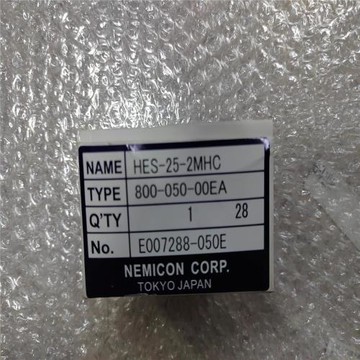 NAME HES-25-2MHC
TYPE 800-050-00EA
Q'TY 1 28
No. E007288-050E
NEMICON CORP.
TOKYO JAPAN